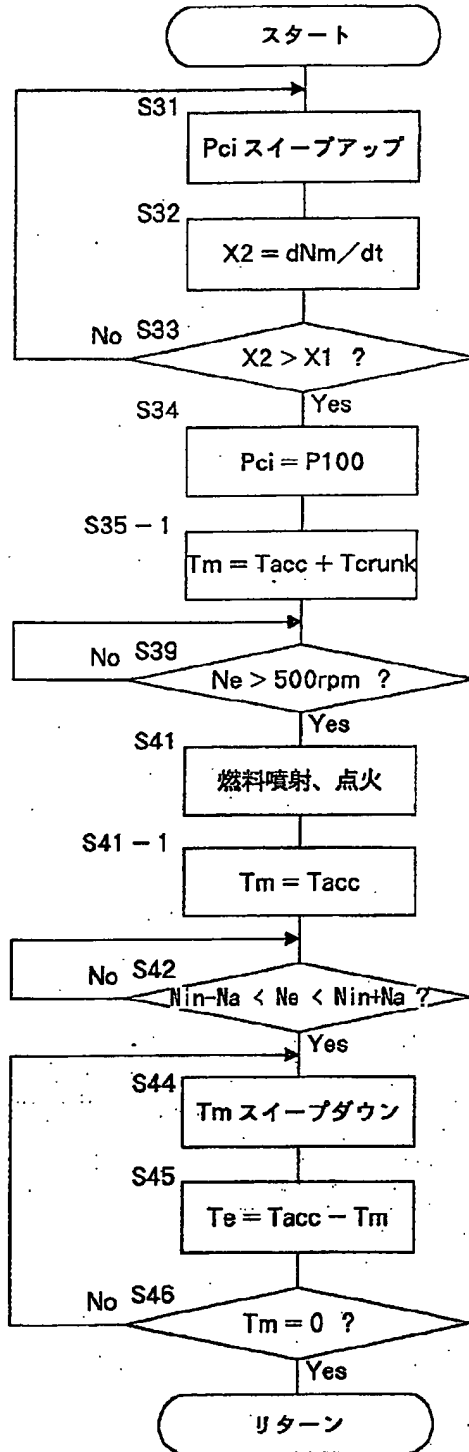 スタート
S31
Pci スイープアップ
S32
X2 = dNm／dt
No S33
X2 > X1 ?
Yes
S34
Pci = P100
S35－1
Tm = Tacc + Tcrunk
No S39
Ne > 500rpm ?
Yes
S41
燃料噴射、点火
S41－1
Tm = Tacc
No S42
Nin-Na < Ne < Nin+Na ?
Yes
S44
Tm スイープダウン
S45
Te = Tacc － Tm
No S46
Tm = 0 ?
Yes
リターン